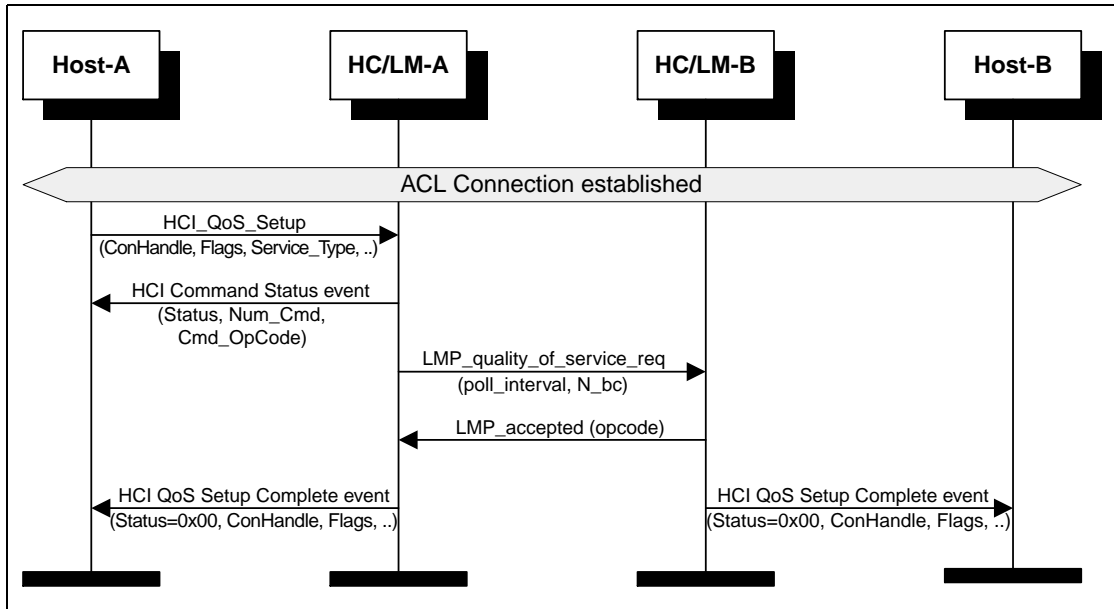 Host-A
HC/LM-A
HC/LM-B
Host-B
ACL Connection established
HCI_QoS_Setup
(ConHandle, Flags, Service_Type, ..)
HCI Command Status event
(Status, Num_Cmd,
Cmd_OpCode)
LMP_quality_of_service_req
(poll_interval, N_bc)
LMP_accepted (opcode)
HCI QoS Setup Complete event
(Status=0x00, ConHandle, Flags, ..)
HCI QoS Setup Complete event
(Status=0x00, ConHandle, Flags, ..)